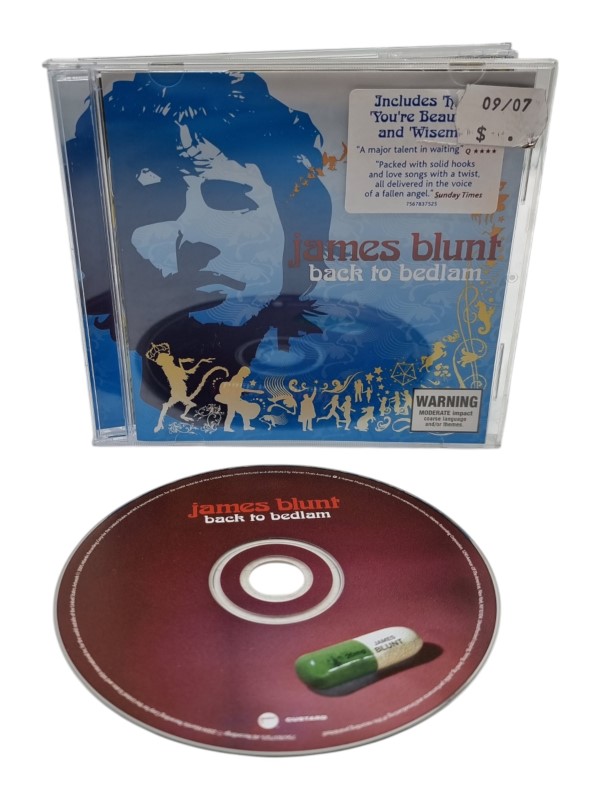 Includes
09/07
'You're
and 'Wisem
$ .
"A major talent in waiting" Q ★★★★
"Packed with solid hooks
and love songs with a twist,
all delivered in the voice
of a fallen angel." Sunday Times
7567837525
james blunt
back to bedlam
WARNING
MODERATE impact
coarse language
and/or themes
james blunt
back to bedlam
JAMES
BLUNT
CUSTARD